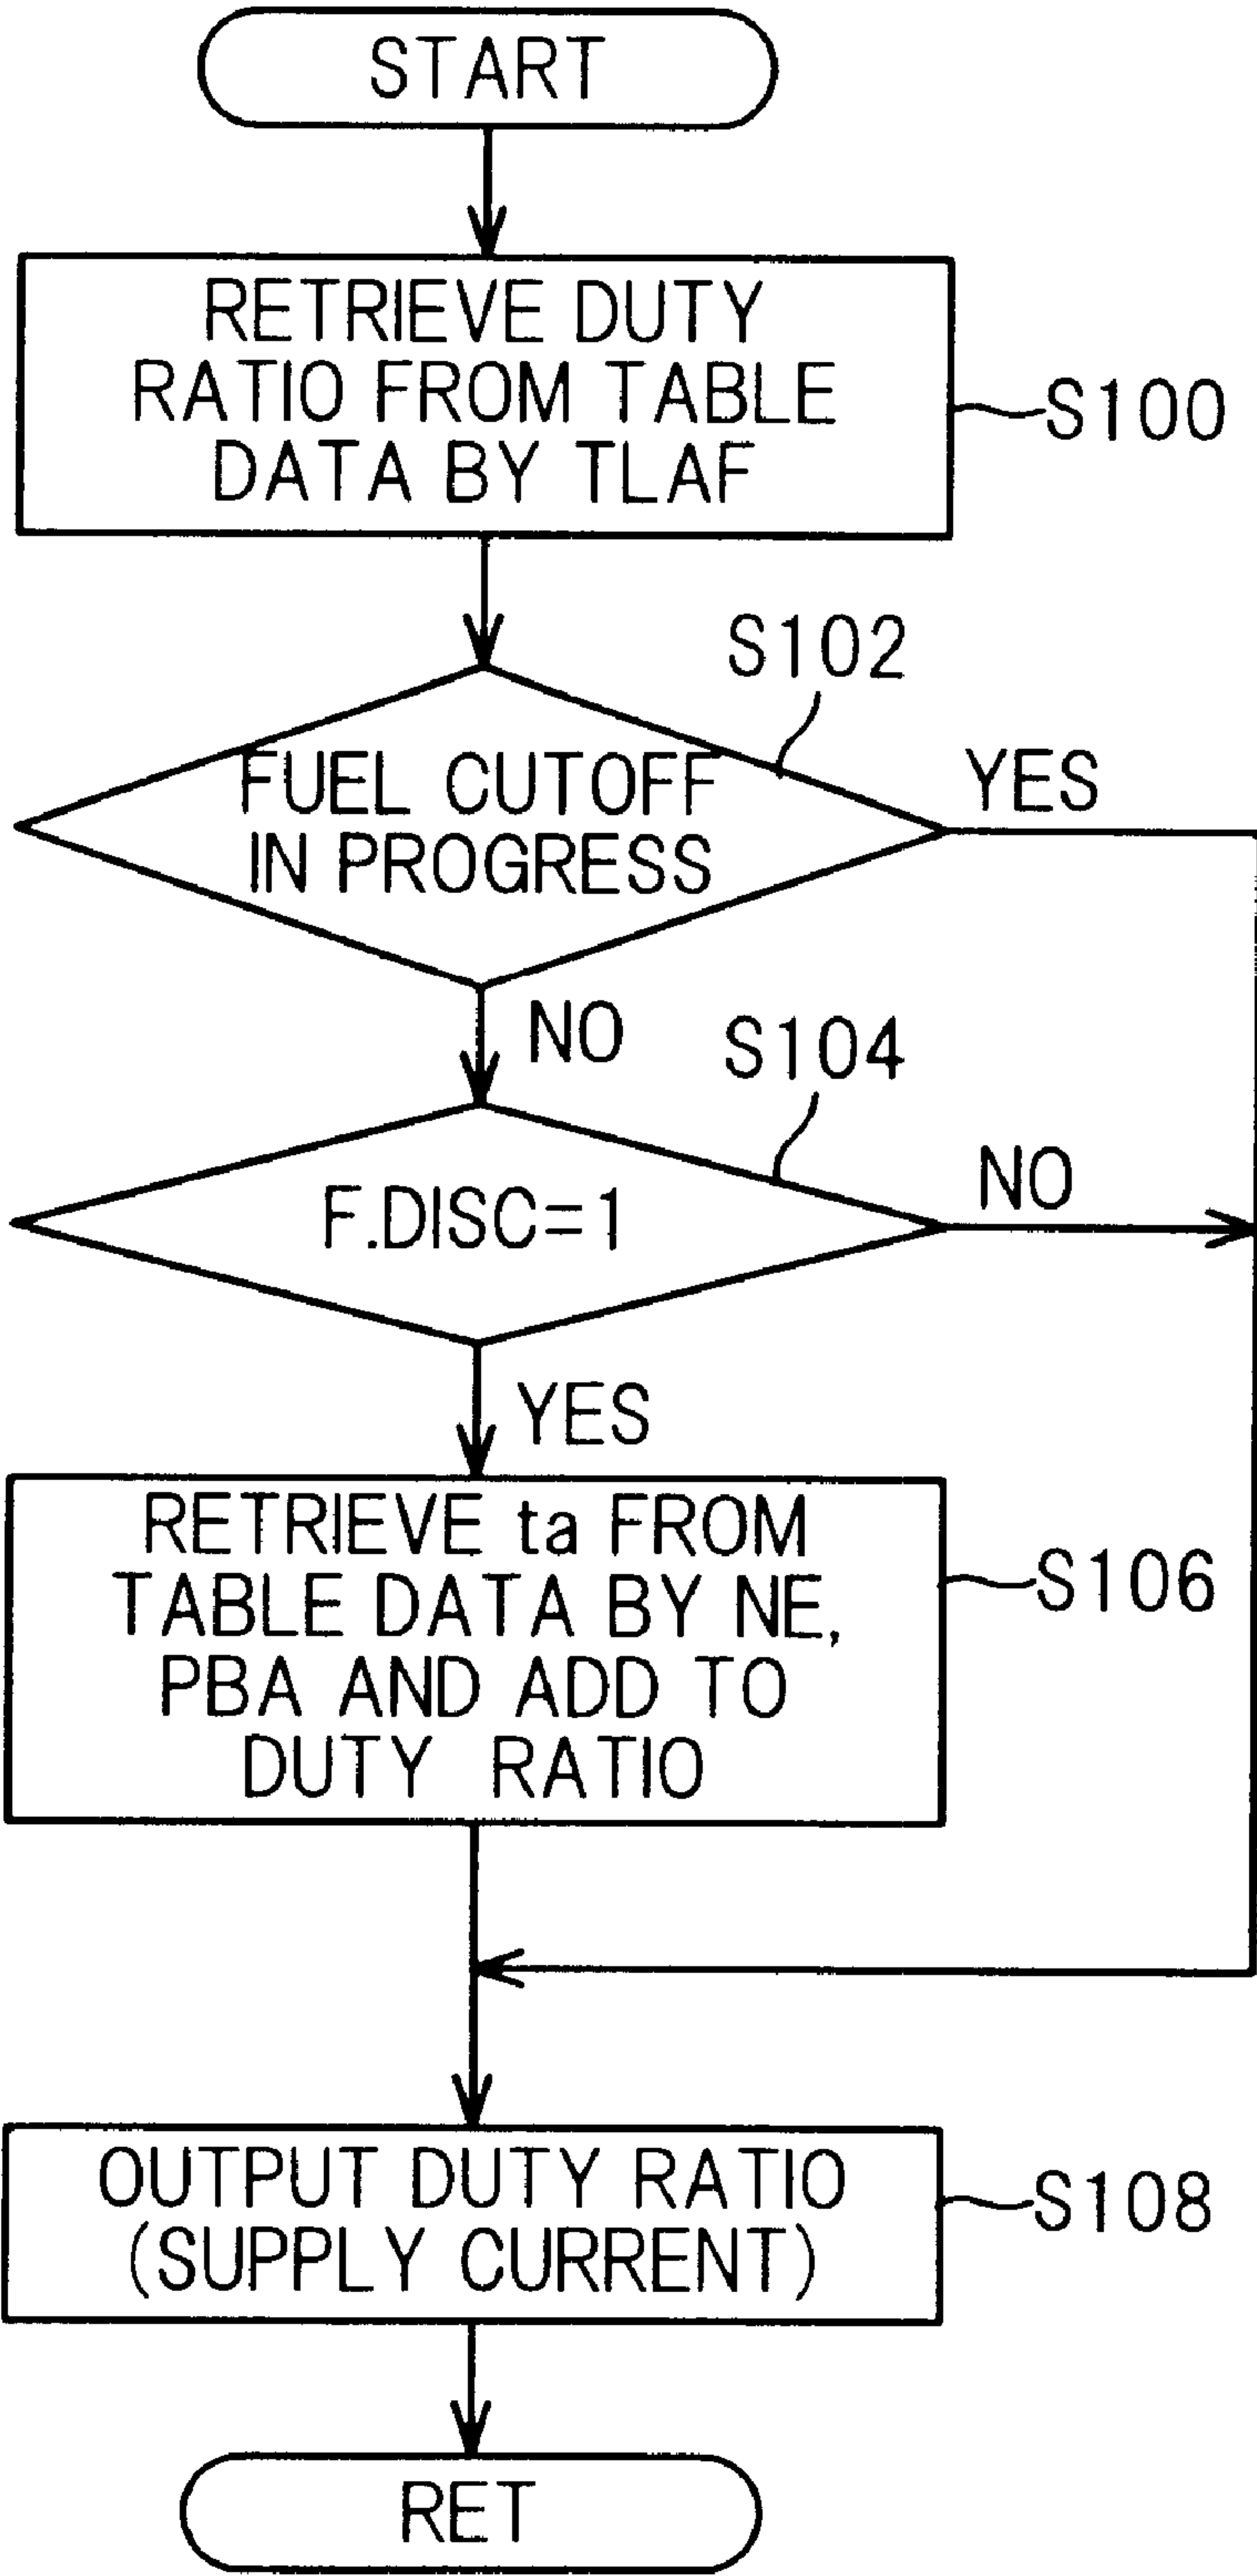 START
RETRIEVE DUTY
RATIO FROM TABLE
DATA BY TLAF
S100
S102
FUEL CUTOFF
IN PROGRESS
YES
NO
S104
F.DISC=1
NO
YES
RETRIEVE ta FROM
TABLE DATA BY NE,
PBA AND ADD TO
DUTY RATIO
S106
OUTPUT DUTY RATIO
(SUPPLY CURRENT)
S108
RET